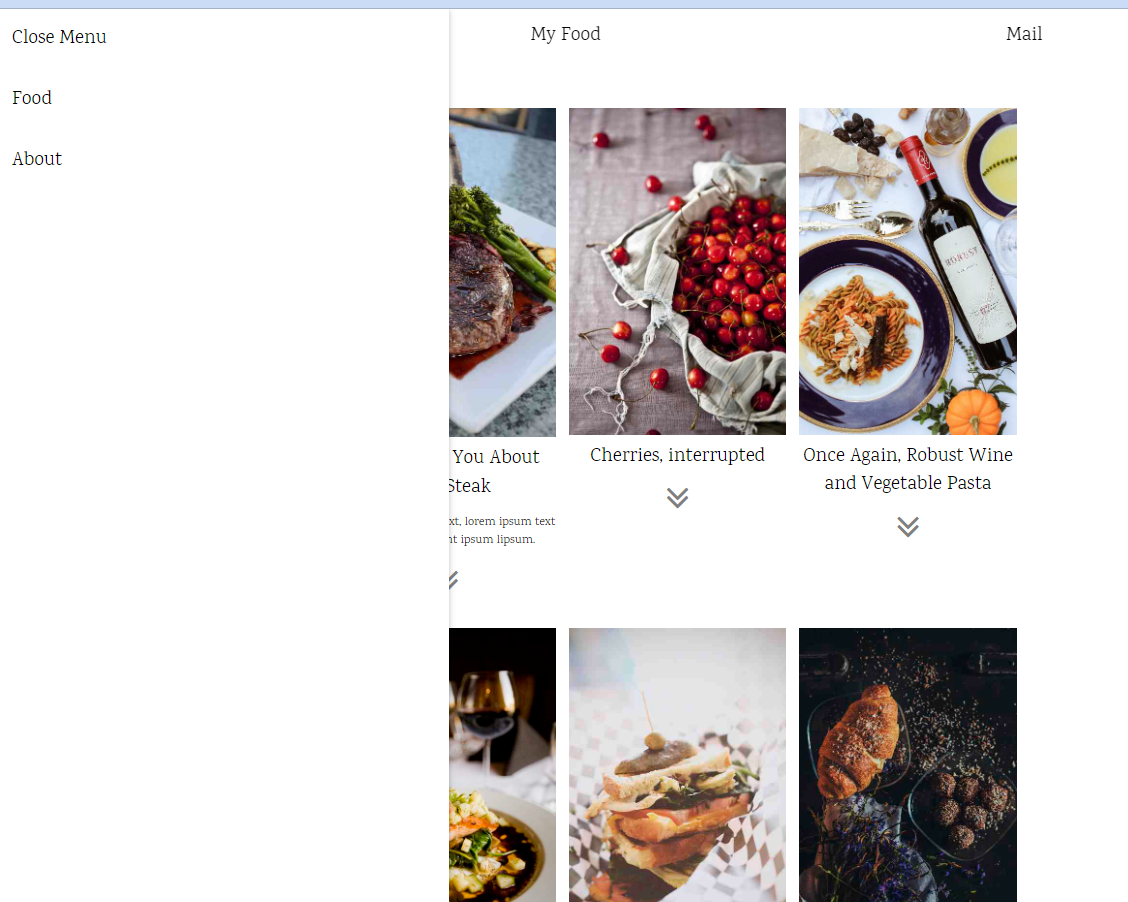 Close Menu
My Food
Mail
Food
About
You About
Steak
xt, lorem ipsum text
nt ipsum lipsum.
Cherries, interrupted
Once Again, Robust Wine
and Vegetable Pasta
ROBUST